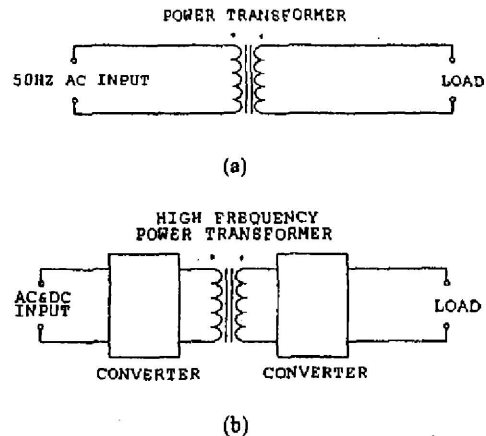 POWER TRANSFORMER
50HZ AC INPUT
LOAD
(a)
HIGH FREQUENCY
POWER TRANSFORMER
AC&DC
INPUT
LOAD
CONVERTER
CONVERTER
(b)